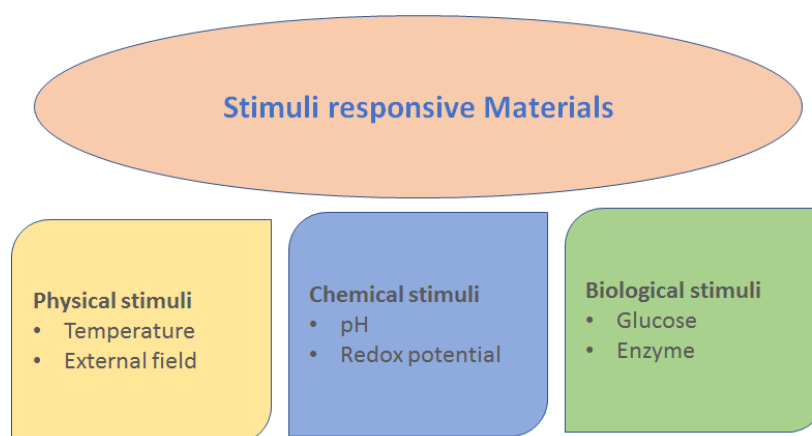 Stimuli responsive Materials
Physical stimuli
• Temperature
• External field
Chemical stimuli
• pH
• Redox potential
Biological stimuli
• Glucose
• Enzyme